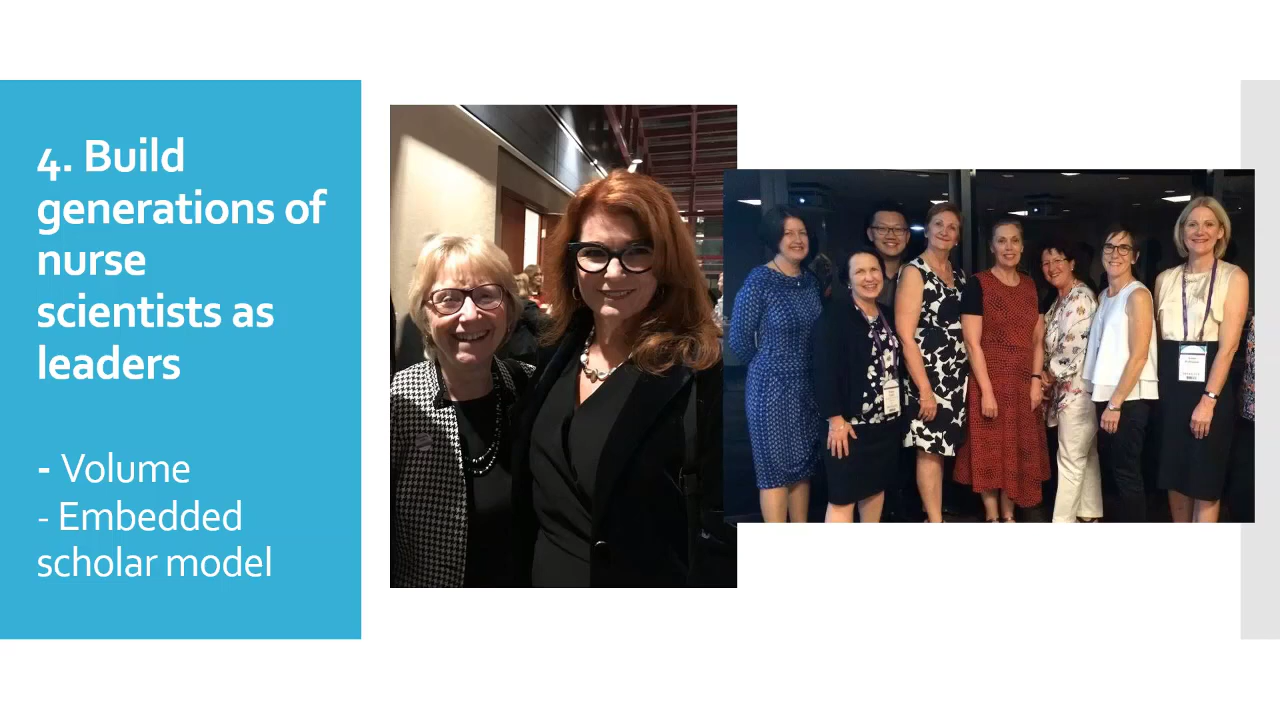 4. Build
generations of
nurse
scientists as
leaders
- Volume
- Embedded
scholar model